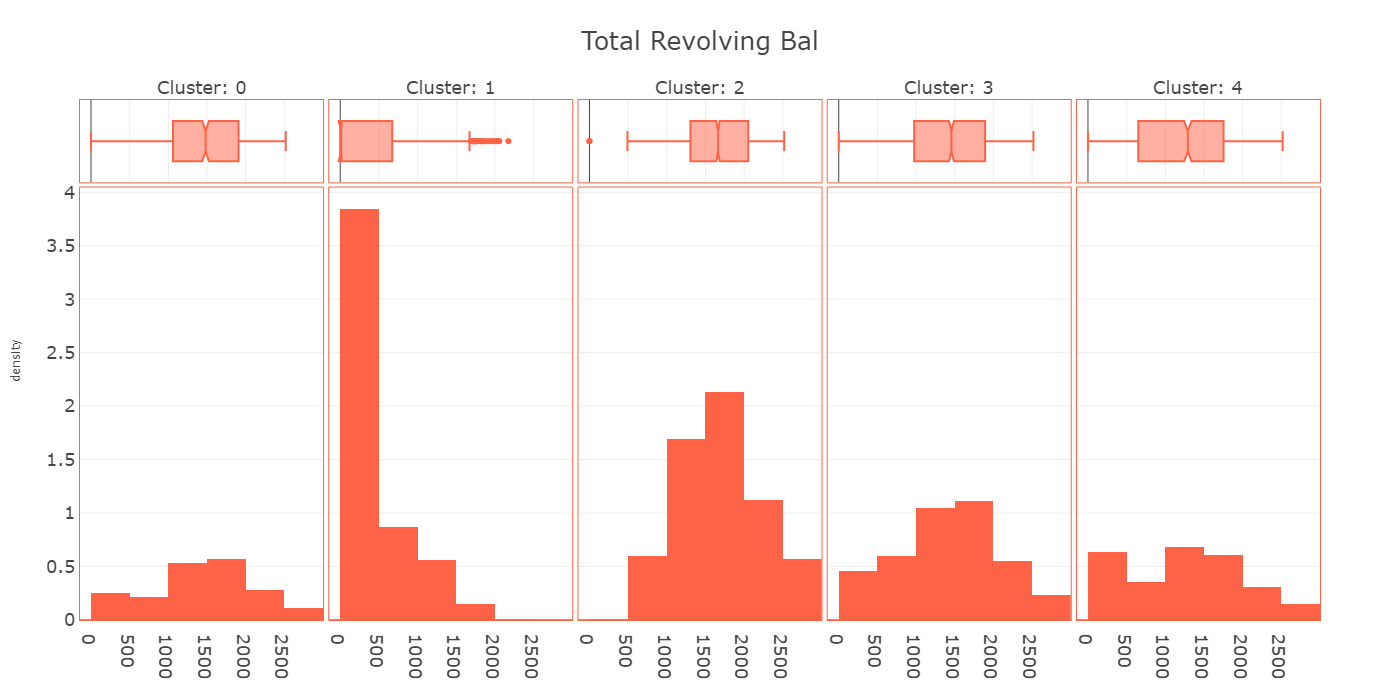 Total Revolving Bal
Cluster: 0
Cluster: 1
Cluster: 2
Cluster: 3
Cluster: 4
density
4
3.5
3
2.5
2
1.5
1
0.5
0
0 500 1000 1500 2000 2500
0 500 1000 1500 2000 2500
0 500 1000 1500 2000 2500
0 500 1000 1500 2000 2500
0 500 1000 1500 2000 2500